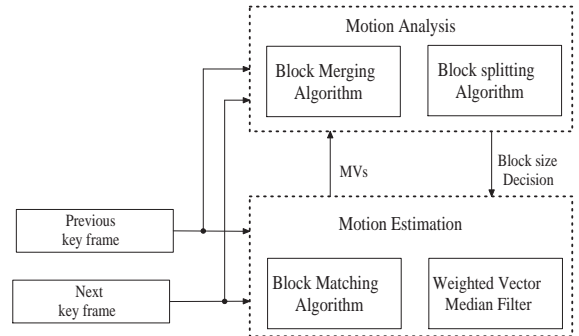 Motion Analysis
Block Merging
Algorithm
Block splitting
Algorithm
MVs
Block size
Decision
Previous
key frame
Next
key frame
Motion Estimation
Block Matching
Algorithm
Weighted Vector
Median Filter